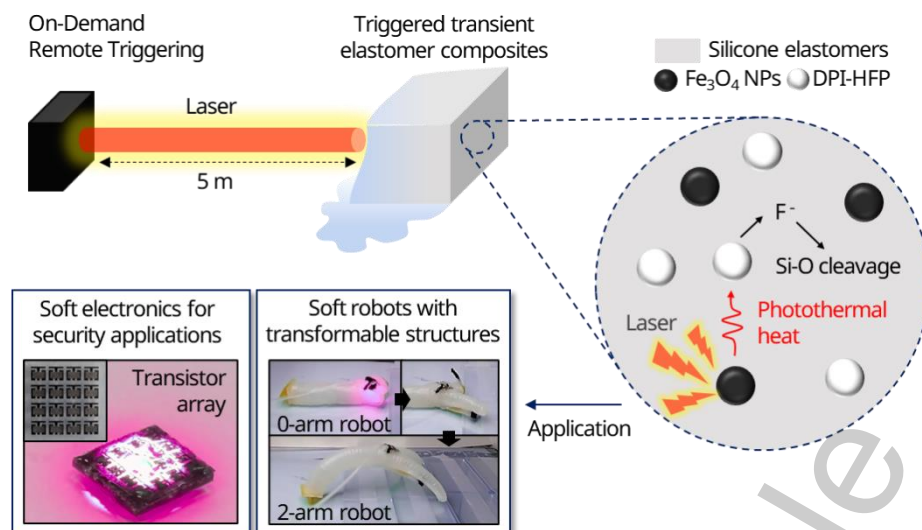 On-Demand
Remote Triggering
Triggered transient
elastomer composites
Laser
5 m
Silicone elastomers
Fe₃O₄ NPs
DPI-HFP
F⁻
Si-O cleavage
Photothermal
heat
Laser
Application
Soft electronics for
security applications
Transistor
array
Soft robots with
transformable structures
0-arm robot
2-arm robot